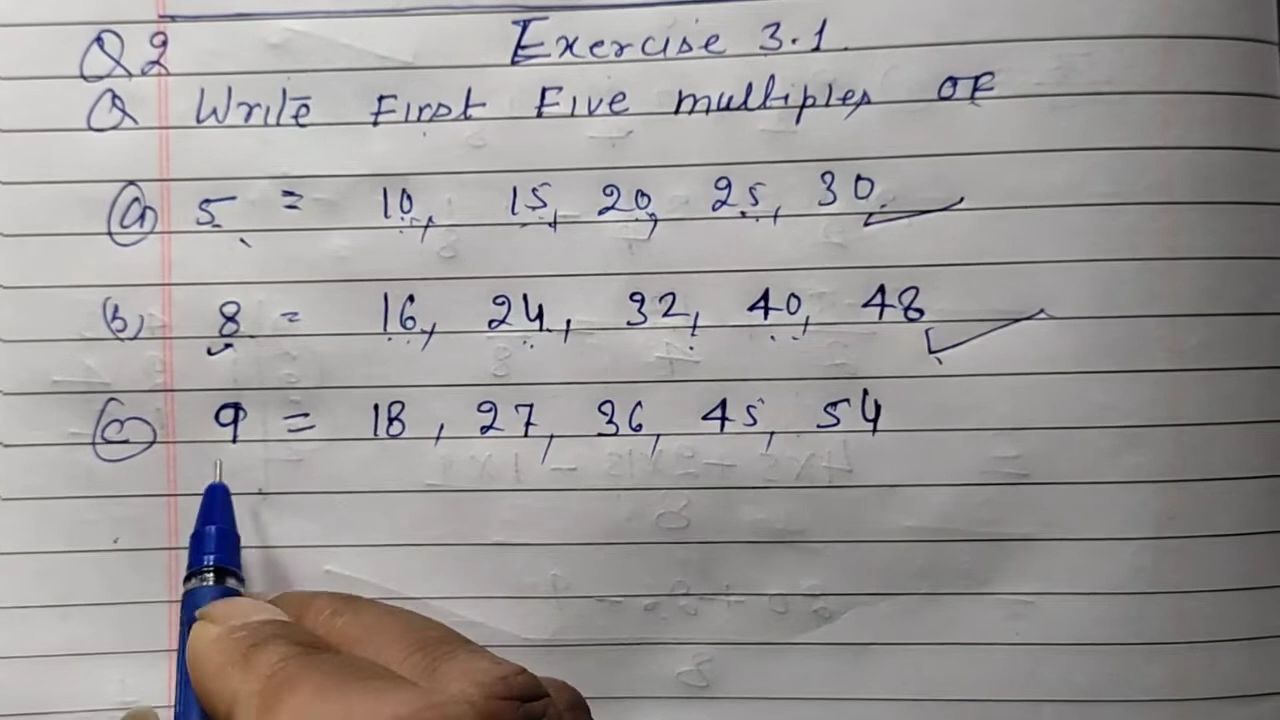 Q2 Exercise 3.1
Q Write First Five multiples OF
(a) 5 = 10, 15, 20, 25, 30.
(b) 8 = 16, 24, 32, 40, 48
(c) 9 = 18, 27, 36, 45, 54